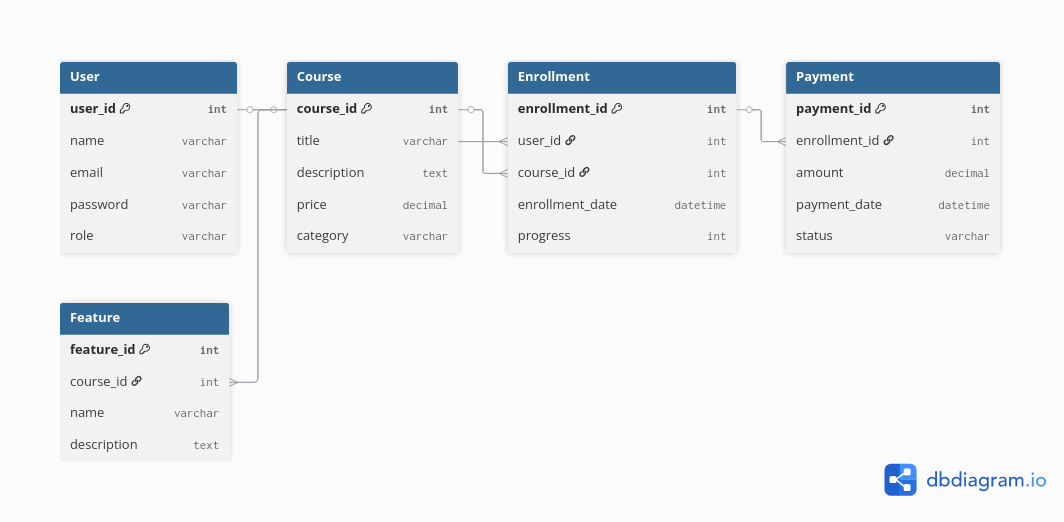 User
user_id int
name varchar
email varchar
password varchar
role varchar
Course
course_id int
title varchar
description text
price decimal
category varchar
Enrollment
enrollment_id int
user_id int
course_id int
enrollment_date datetime
progress int
Payment
payment_id int
enrollment_id int
amount decimal
payment_date datetime
status varchar
Feature
feature_id int
course_id int
name varchar
description text
dbdiagram.io